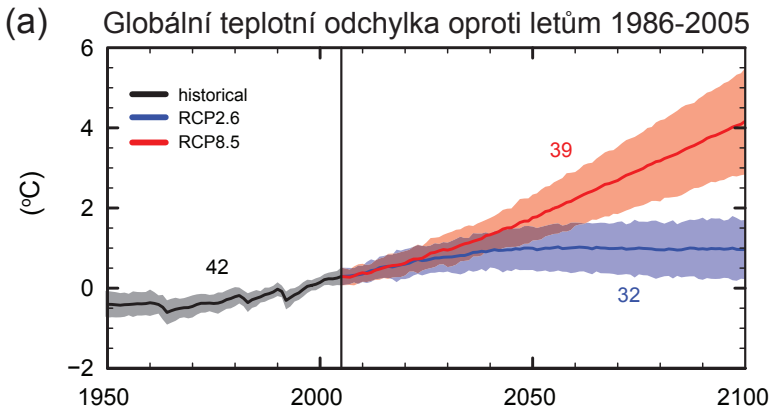 (a) Globální teplotní odchylka oproti letům 1986-2005
6
4
2
0
−2
(°C)
historical
RCP2.6
RCP8.5
42
39
32
1950 2000 2050 2100